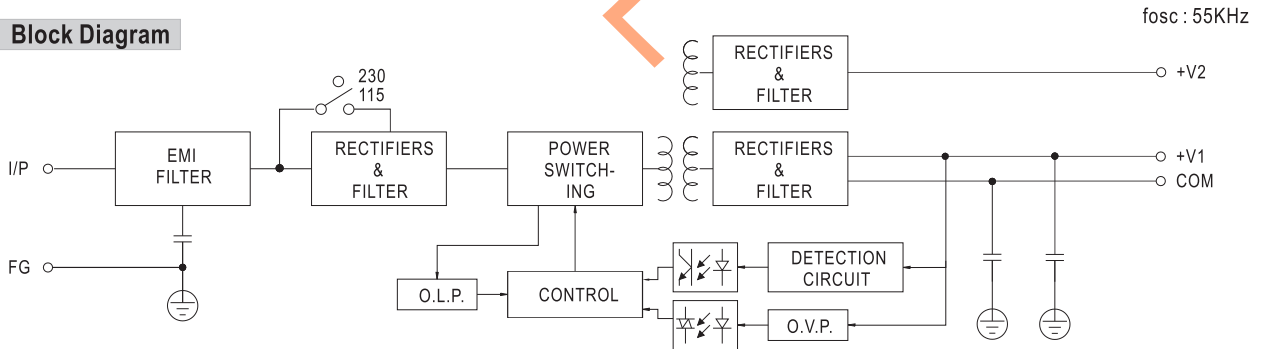 Block Diagram
fosc : 55KHz
230
115
RECTIFIERS
&
FILTER
+V2
I/P
EMI
FILTER
RECTIFIERS
&
FILTER
POWER
SWITCH-
ING
RECTIFIERS
&
FILTER
+V1
COM
FG
O.L.P.
CONTROL
DETECTION
CIRCUIT
O.V.P.